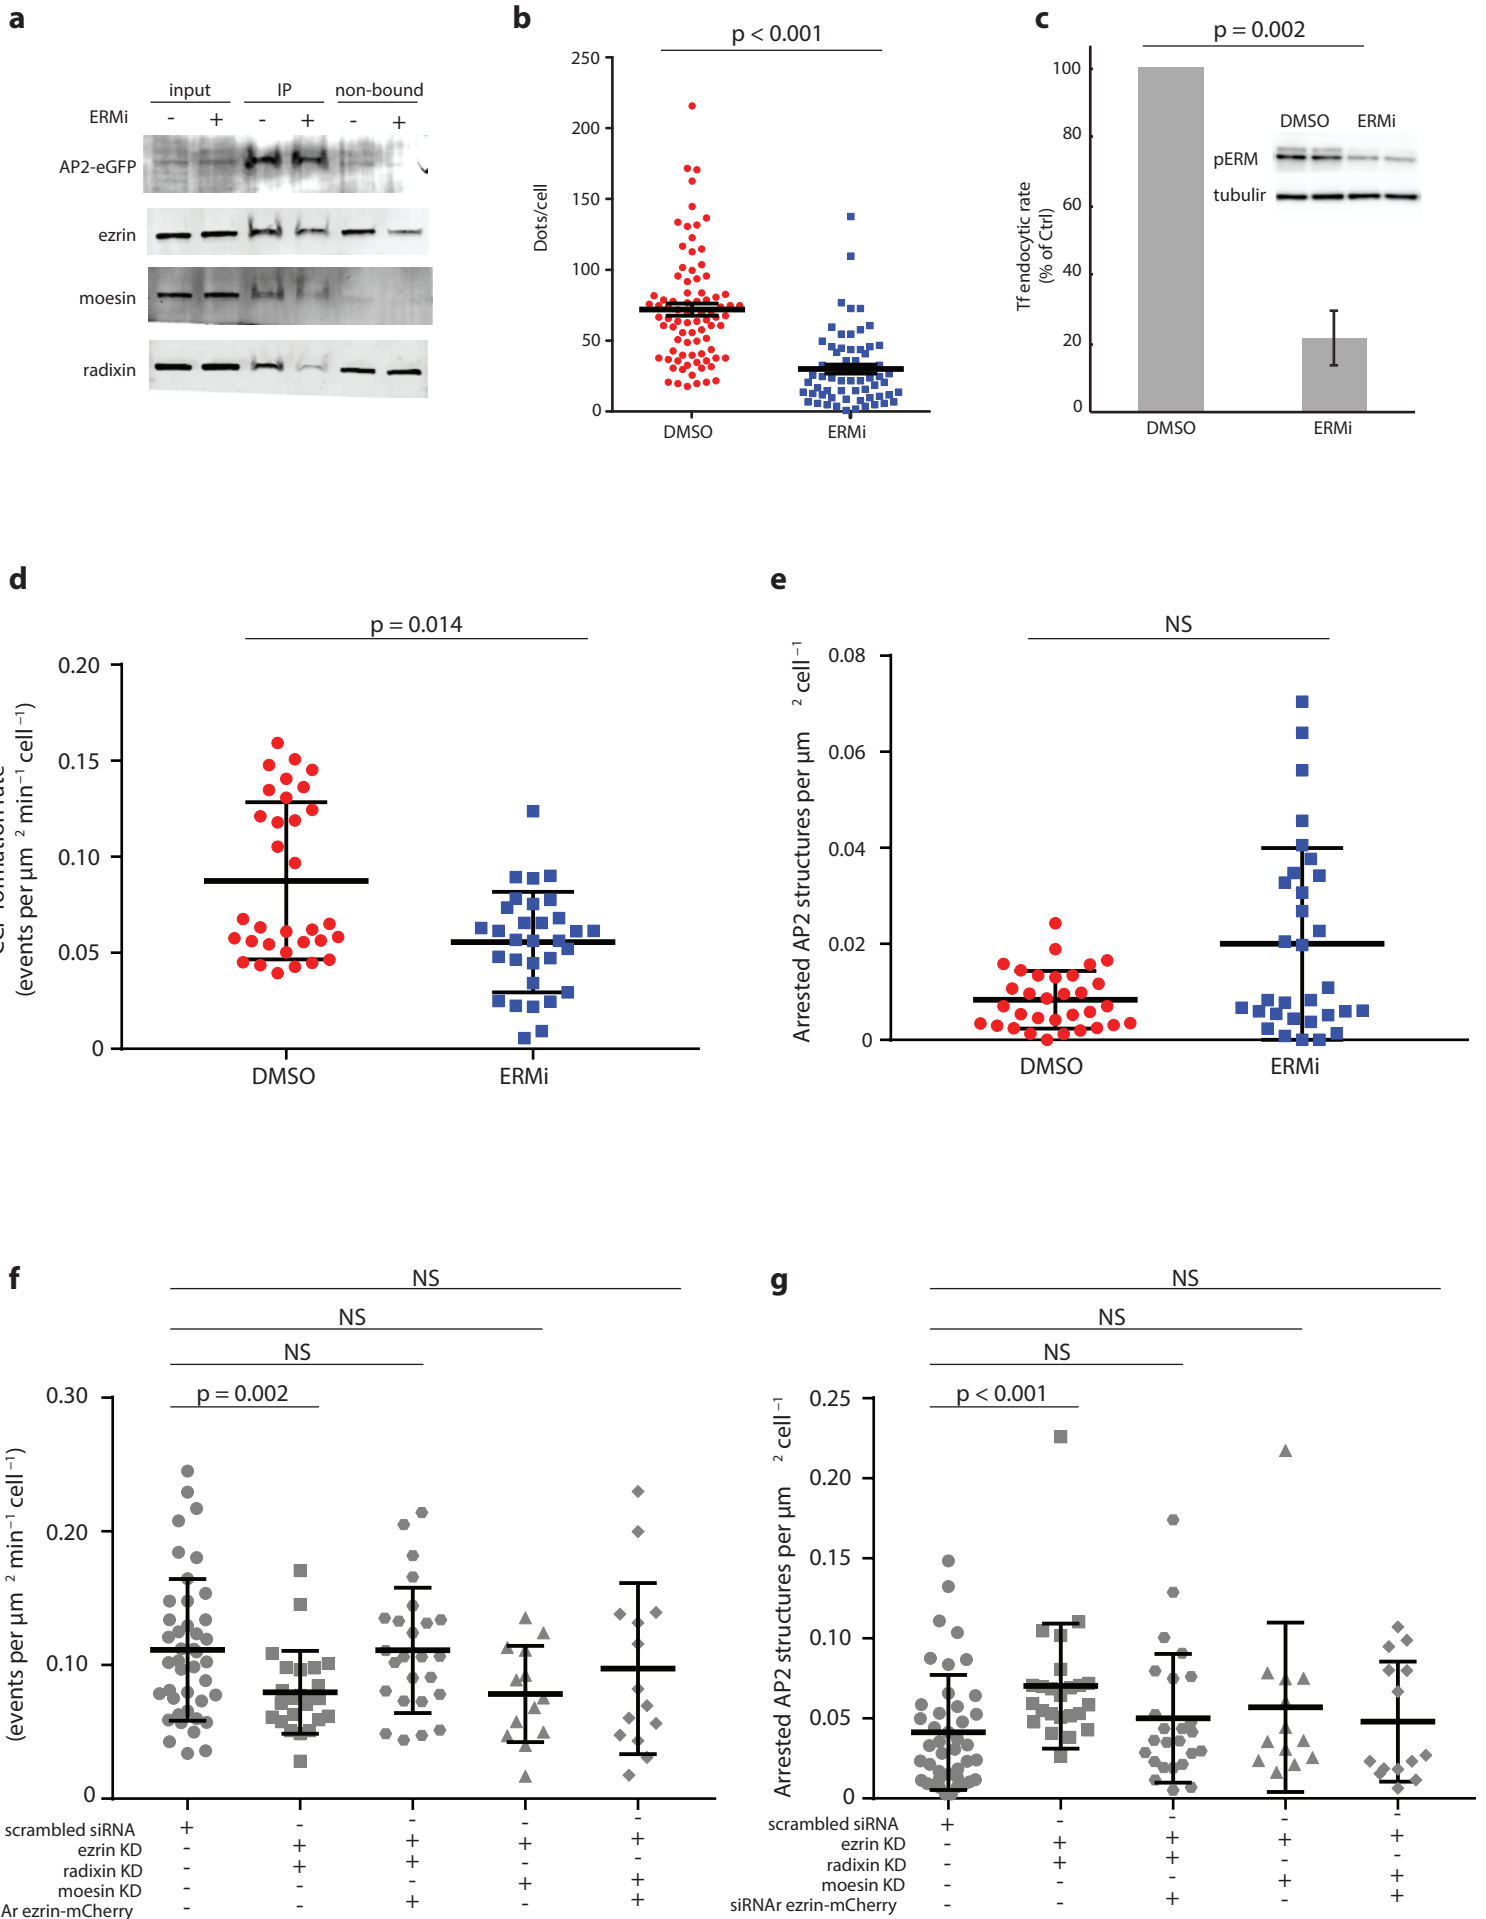 a
input IP non-bound
ERMi - + - + - +
AP2-eGFP
ezrin
moesin
radixin
b
p < 0.001
250
200
150
100
50
0
Dots/cell
DMSO ERMi
c
p = 0.002
100
80
60
40
20
0
Tf endocytic rate
(% of Ctrl)
DMSO ERMi
pERM
tubulir
DMSO ERMi
d
p = 0.014
0.20
0.15
0.10
0.05
0
(events per µm 2 min−1 cell−1)
DMSO ERMi
e
NS
0.08
0.06
0.04
0.02
0
Arrested AP2 structures per µm 2 cell−1
DMSO ERMi
f
NS
NS
NS
p = 0.002
0.30
0.20
0.10
0
(events per µm 2 min−1 cell−1)
scrambled siRNA + - - - -
ezrin KD - + + + +
radixin KD - + + - -
moesin KD - - - + +
Ar ezrin-mCherry - - + - +
g
NS
NS
NS
p < 0.001
0.25
0.20
0.15
0.10
0.05
0
Arrested AP2 structures per µm 2 cell−1
scrambled siRNA + - - - -
ezrin KD - + + + +
radixin KD - + + - -
moesin KD - - - + +
siRNAr ezrin-mCherry - - + - +